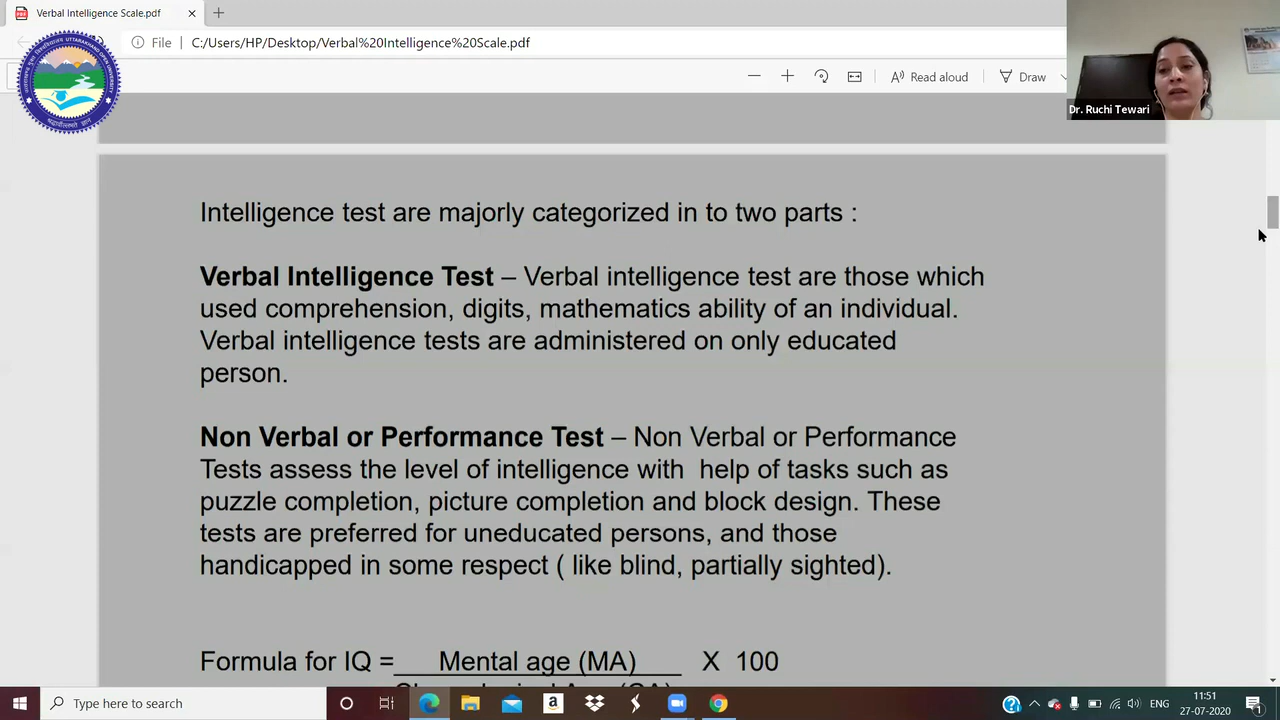 Verbal Intelligence Scale.pdf
File
C:/Users/HP/Desktop/Verbal%20Intelligence%20Scale.pdf
Read aloud
Draw
Dr. Ruchi Tewari
Intelligence test are majorly categorized in to two parts :
Verbal Intelligence Test – Verbal intelligence test are those which
used comprehension, digits, mathematics ability of an individual.
Verbal intelligence tests are administered on only educated
person.
Non Verbal or Performance Test – Non Verbal or Performance
Tests assess the level of intelligence with help of tasks such as
puzzle completion, picture completion and block design. These
tests are preferred for uneducated persons, and those
handicapped in some respect ( like blind, partially sighted).
Formula for IQ = Mental age (MA) X 100
Type here to search
ENG
11:51
27-07-2020